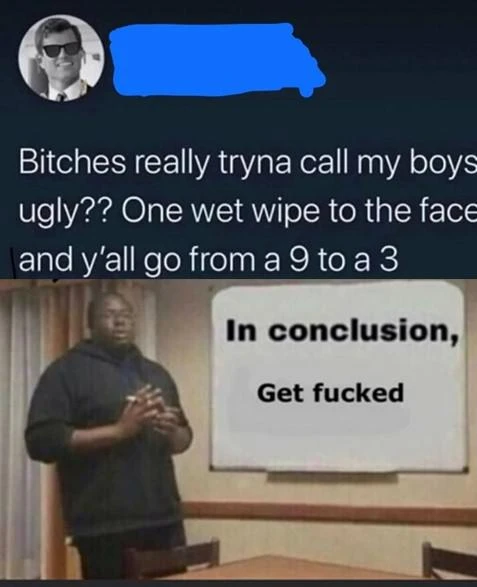 Bitches really tryna call my boys
ugly?? One wet wipe to the face
and y'all go from a 9 to a 3
In conclusion,
Get fucked